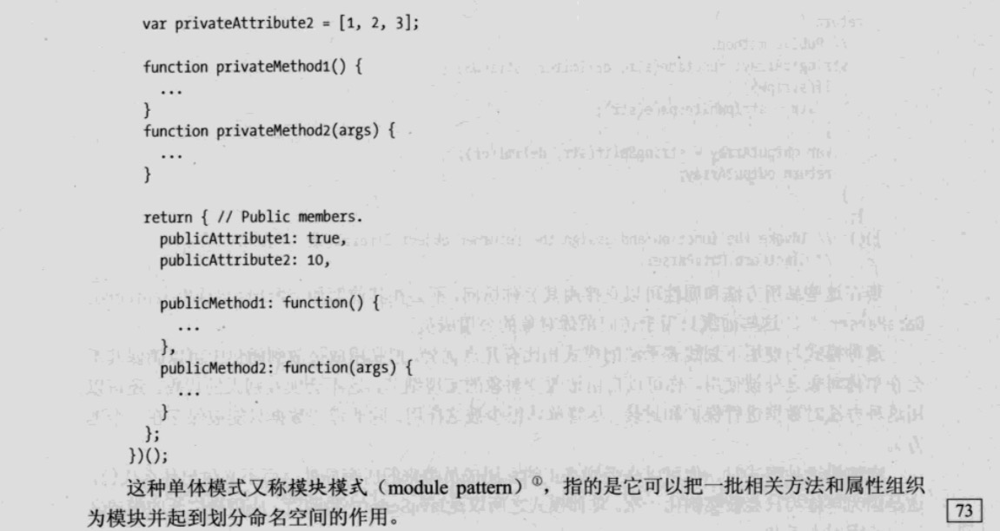 var privateAttribute2 = [1, 2, 3];
function privateMethod1() {
...
}
function privateMethod2(args) {
...
}
return { // Public members.
publicAttribute1: true,
publicAttribute2: 10,
publicMethod1: function() {
...
},
publicMethod2: function(args) {
...
}
};
})();
这种单体模式又称模块模式（module pattern）①，指的是它可以把一批相关方法和属性组织
为模块并起到划分命名空间的作用。
73